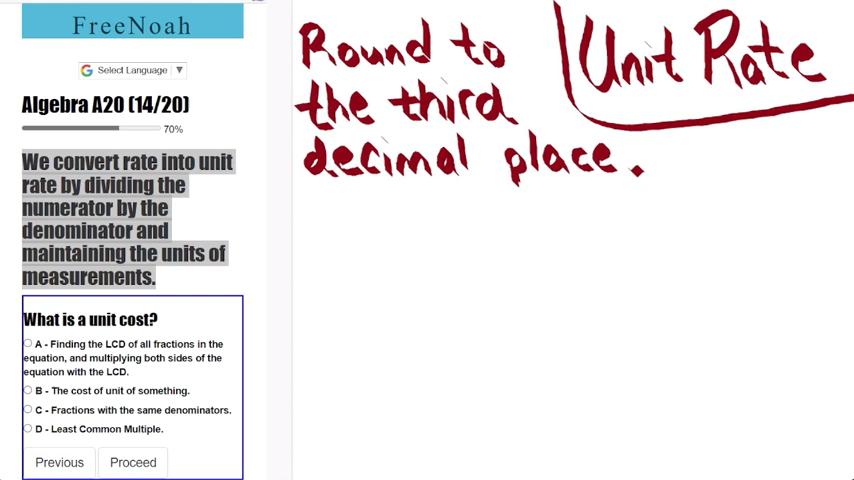 FreeNoah
Select Language
Algebra A20 (14/20)
70%
We convert rate into unit
rate by dividing the
numerator by the
denominator and
maintaining the units of
measurements.
What is a unit cost?
A - Finding the LCD of all fractions in the
equation, and multiplying both sides of the
equation with the LCD.
B - The cost of unit of something.
C - Fractions with the same denominators.
D - Least Common Multiple.
Previous Proceed
Round to
the third
decimal place.
Unit Rate